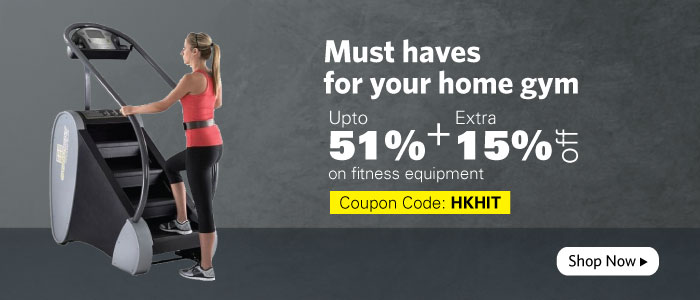 Must haves
for your home gym
Upto
51% + Extra
15% off
on fitness equipment
Coupon Code: HKHIT
Shop Now